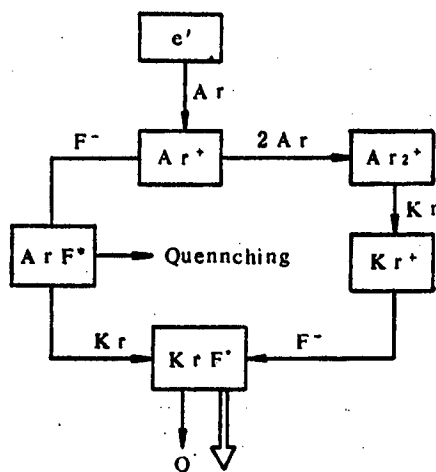 e'
Ar
F⁻
Ar⁺
2Ar
Ar₂⁺
Kr
ArF*
Quennching
Kr⁺
Kr
KrF*
F⁻
Q